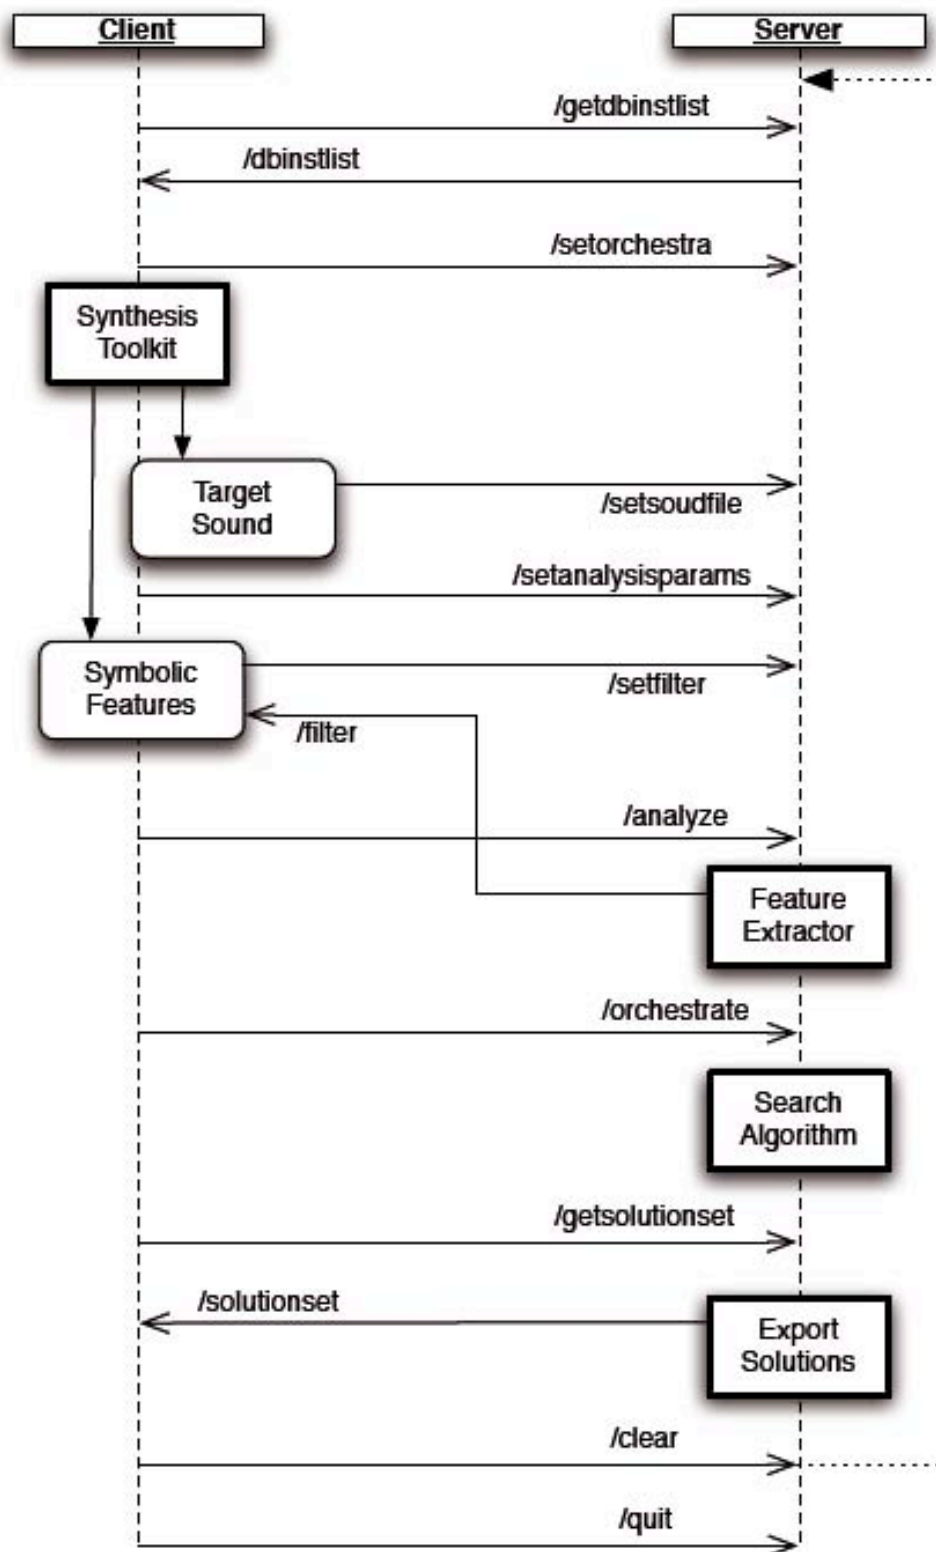 Client
Server
/getdbinstlist
/dbinstlist
/setorchestra
Synthesis
Toolkit
Target
Sound
/setsoudfile
/setanalysisparams
Symbolic
Features
/setfilter
/filter
/analyze
Feature
Extractor
/orchestrate
Search
Algorithm
/getsolutionset
/solutionset
Export
Solutions
/clear
/quit